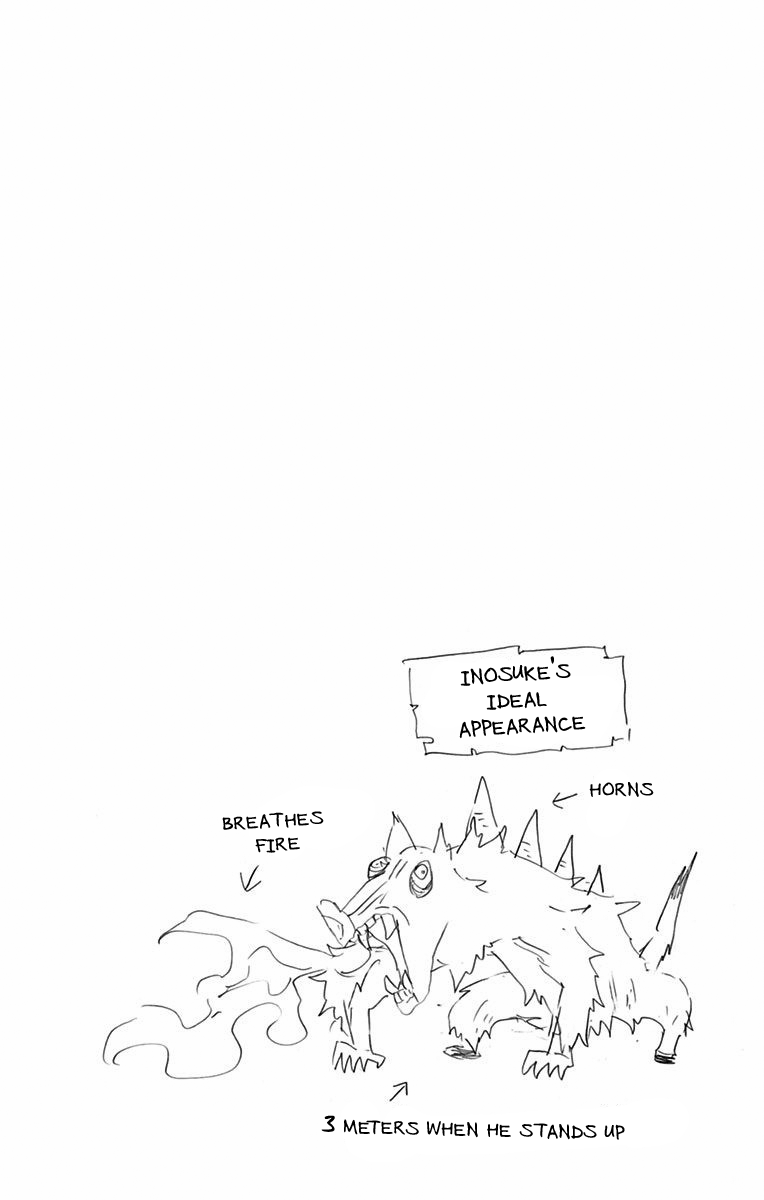 INOSUKE'S
IDEAL
APPEARANCE
HORNS
BREATHES
FIRE
3 METERS WHEN HE STANDS UP